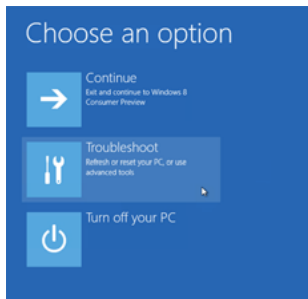 Choose an option
Continue
Exit and continue to Windows 8
Consumer Preview
Troubleshoot
Refresh or reset your PC, or use
advanced tools
Turn off your PC